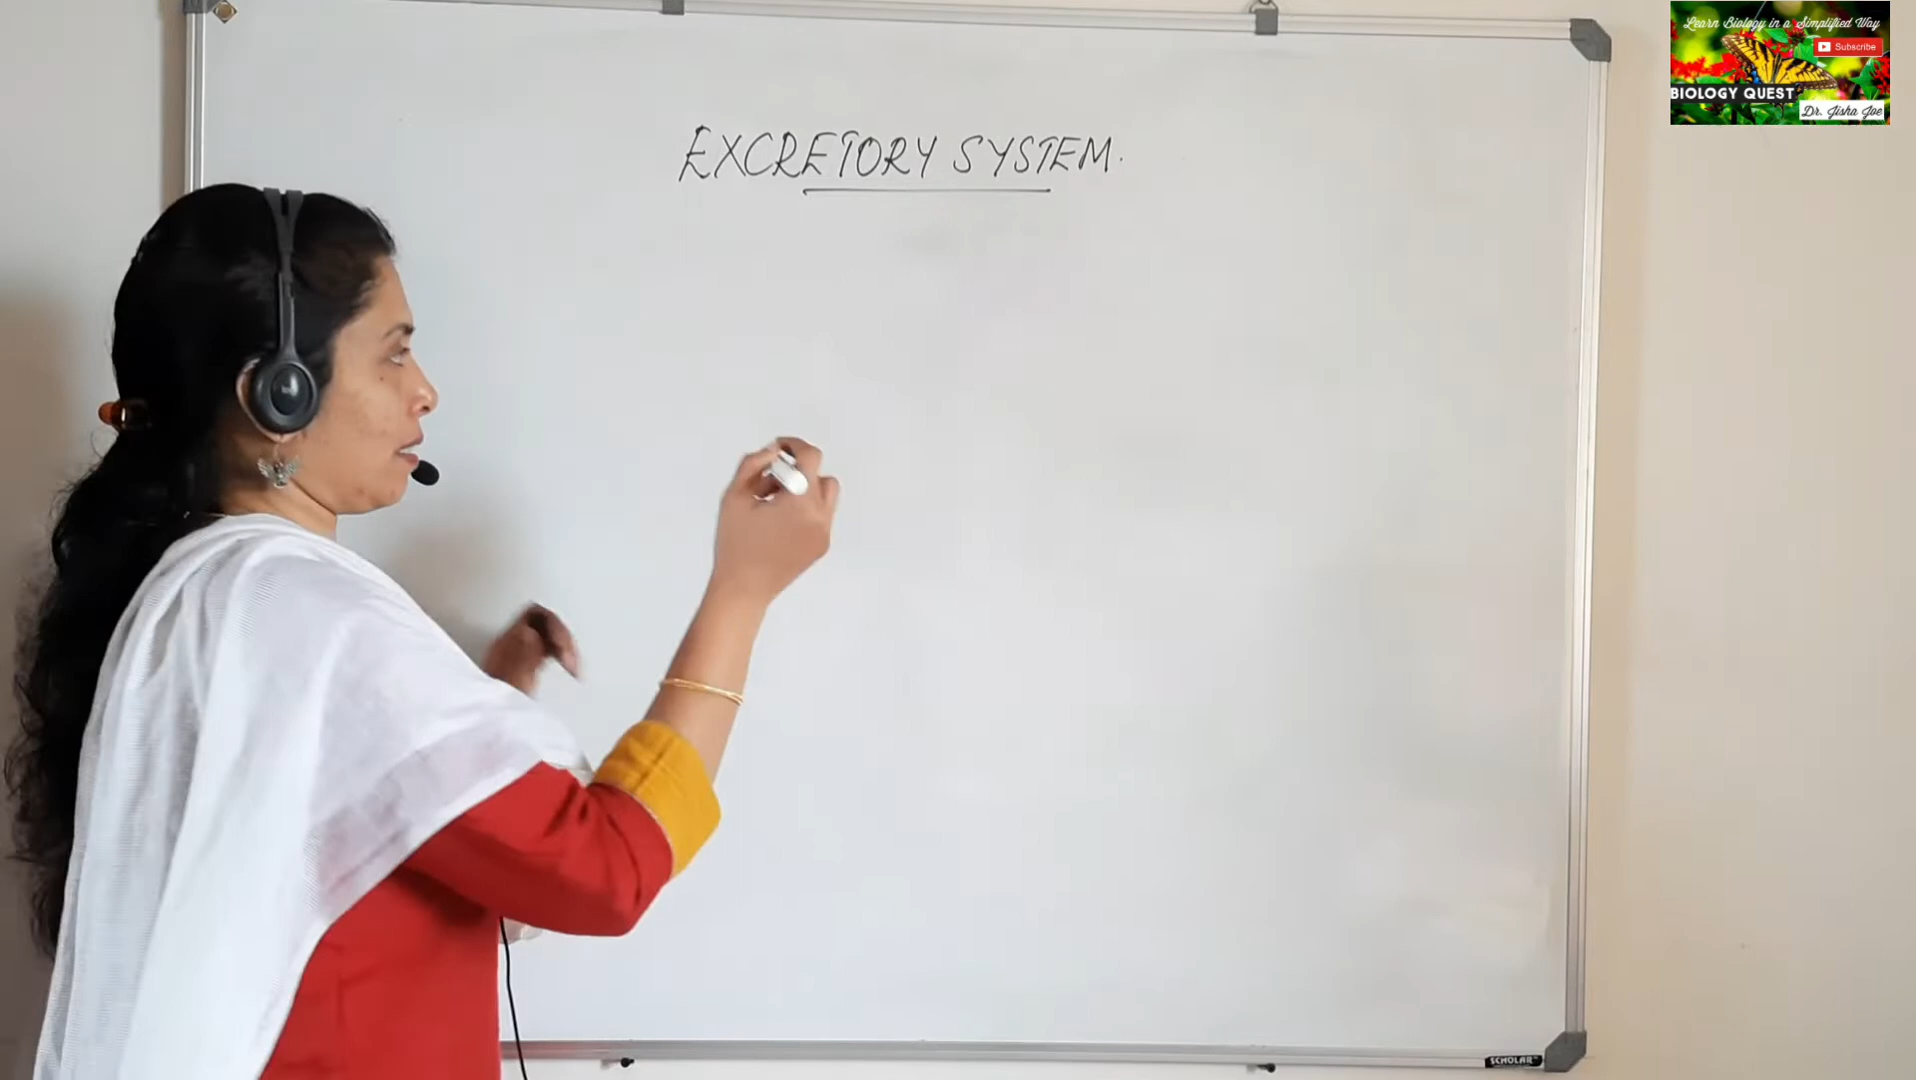 Learn Biology in a Simplified Way
Subscribe
BIOLOGY QUEST
Dr. Jisha Joe
EXCRETORY SYSTEM.
SCHOLAR